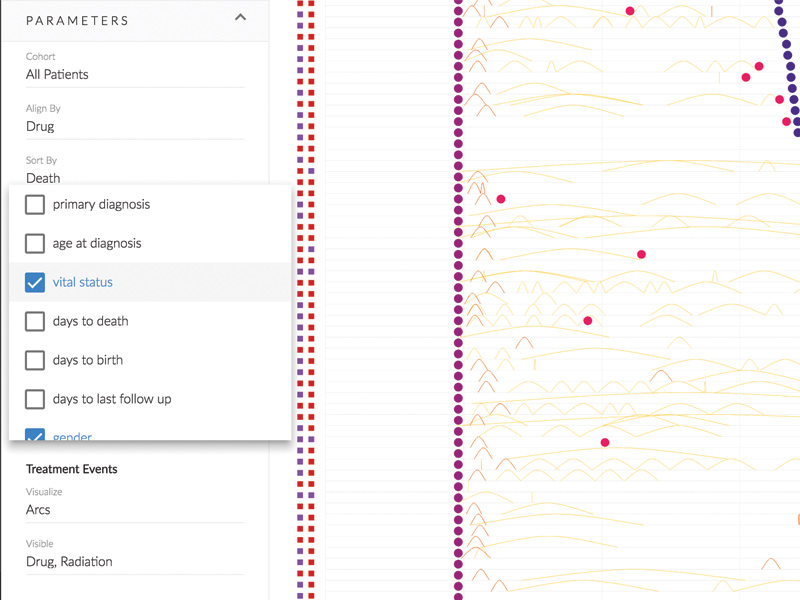 PARAMETERS
Cohort
All Patients
Align By
Drug
Sort By
Death
primary diagnosis
age at diagnosis
vital status
days to death
days to birth
days to last follow up
gender
Treatment Events
Visualize
Arcs
Visible
Drug, Radiation